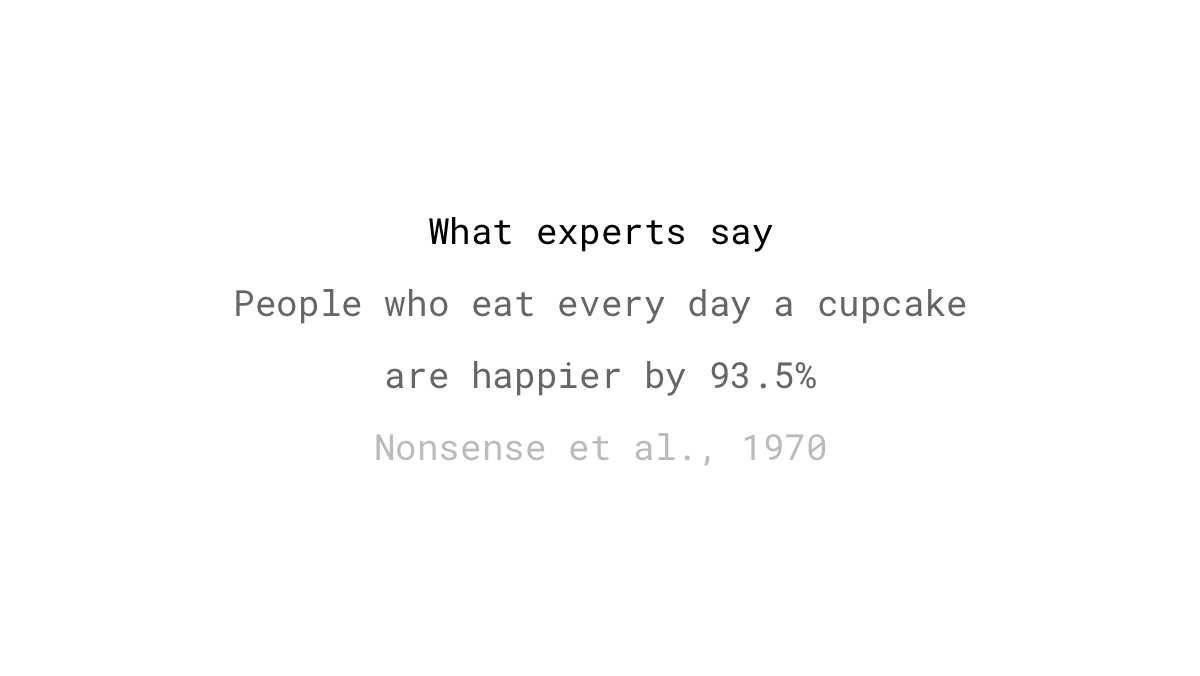 What experts say
People who eat every day a cupcake
are happier by 93.5%
Nonsense et al., 1970